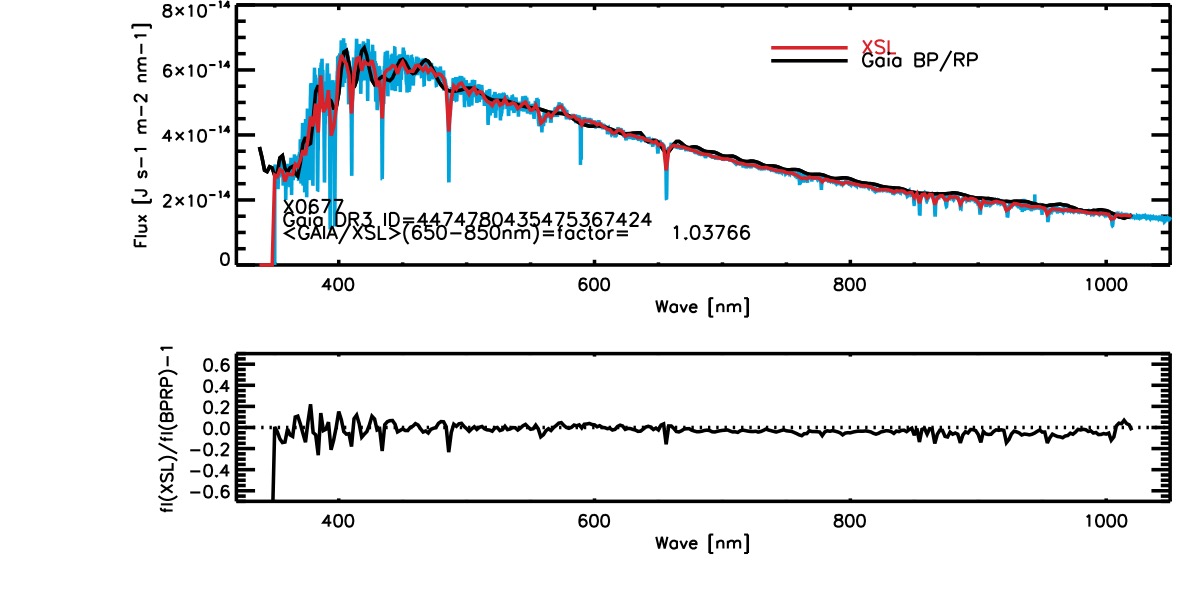 8×10−14
6×10−14
4×10−14
2×10−14
0
Flux [J s−1 m−2 nm−1]
XSL
Gaia BP/RP
X0677
Gaia DR3 ID=4474780435475367424
<GAIA/XSL>(650−850nm)=factor= 1.03766
400 600 800 1000
Wave [nm]
fl(XSL)/fl(BPRP)−1
0.6
0.4
0.2
0.0
−0.2
−0.4
−0.6
400 600 800 1000
Wave [nm]